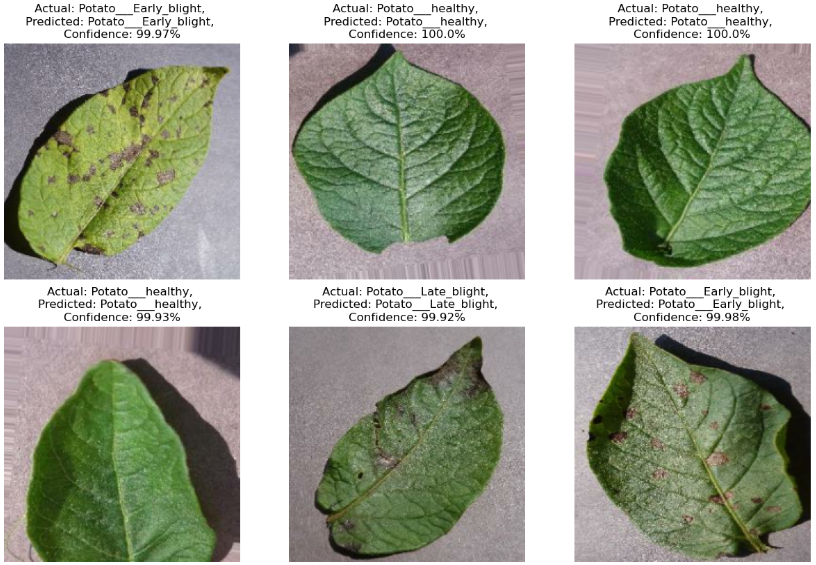 Actual: Potato___Early_blight,
Predicted: Potato___Early_blight,
Confidence: 99.97%
Actual: Potato___healthy,
Predicted: Potato___healthy,
Confidence: 100.0%
Actual: Potato___healthy,
Predicted: Potato___healthy,
Confidence: 100.0%
Actual: Potato___healthy,
Predicted: Potato___healthy,
Confidence: 99.93%
Actual: Potato___Late_blight,
Predicted: Potato___Late_blight,
Confidence: 99.92%
Actual: Potato___Early_blight,
Predicted: Potato___Early_blight,
Confidence: 99.98%